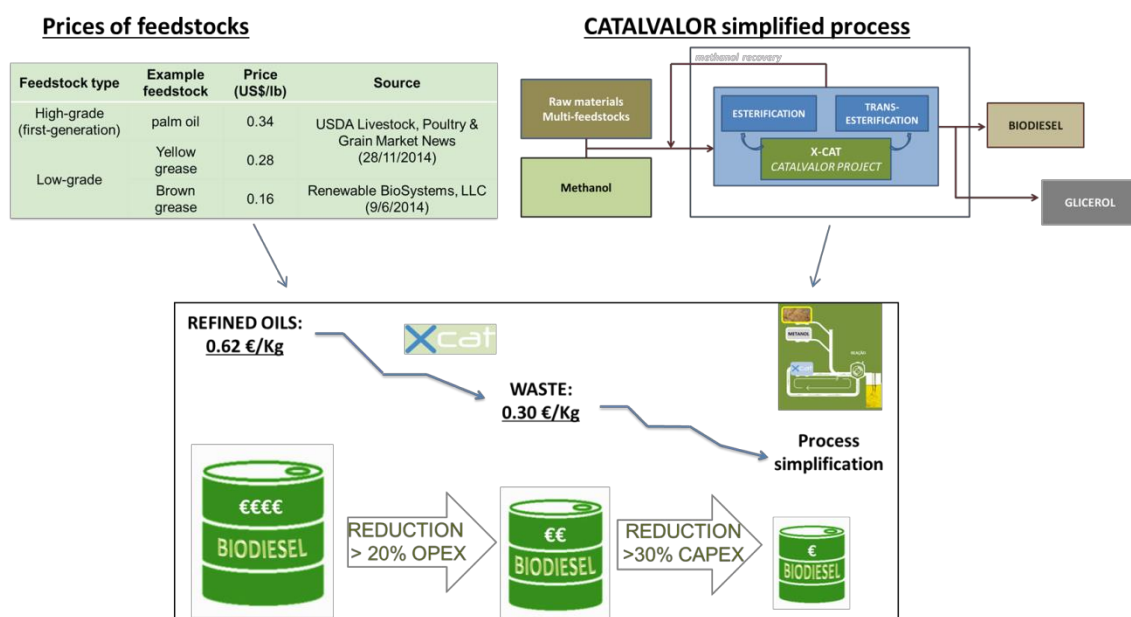 Prices of feedstocks
Feedstock type Example feedstock Price (US$/lb) Source
High-grade (first-generation) palm oil 0.34 USDA Livestock, Poultry & Grain Market News (28/11/2014)
Low-grade Yellow grease 0.28
Brown grease 0.16 Renewable BioSystems, LLC (9/6/2014)
CATALVALOR simplified process
methanol recovery
Raw materials
Multi-feedstocks
Methanol
ESTERIFICATION
TRANS-
ESTERIFICATION
X-CAT
CATALVALOR PROJECT
BIODIESEL
GLICEROL
REFINED OILS:
0.62 €/Kg
Xcat
WASTE:
0.30 €/Kg
METANOL
Xcat
Process
simplification
€€€€
BIODIESEL
REDUCTION
> 20% OPEX
€€
BIODIESEL
REDUCTION
>30% CAPEX
€
BIODIESEL